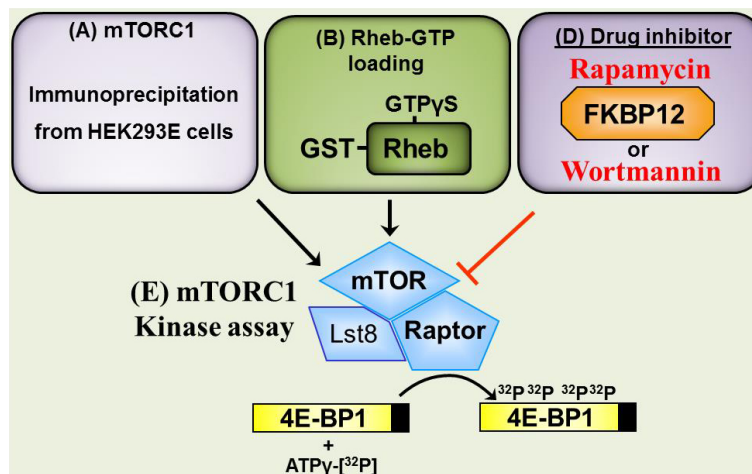 (A) mTORC1
Immunoprecipitation
from HEK293E cells
(B) Rheb-GTP
loading
GTPγS
GST-
Rheb
(D) Drug inhibitor
Rapamycin
FKBP12
or
Wortmannin
(E) mTORC1
Kinase assay
mTOR
Lst8
Raptor
4E-BP1
+
ATPγ-[³²P]
³²P ³²P ³²P ³²P
4E-BP1